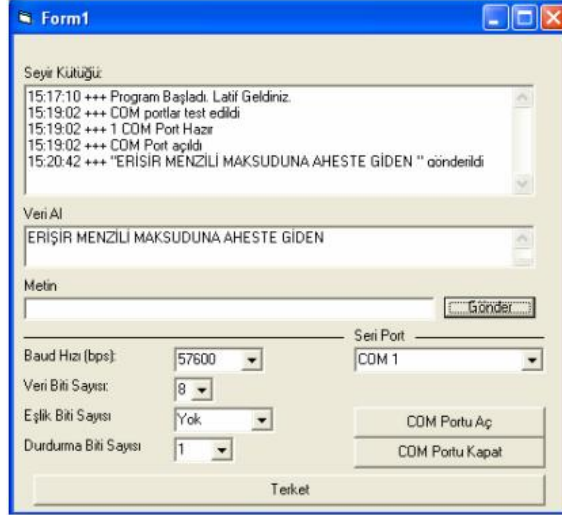 Form1
Seyir Kütüğü:
15:17:10 +++ Program Başladı. Latif Geldiniz.
15:19:02 +++ COM portlar test edildi
15:19:02 +++ 1 COM Port Hazır
15:19:02 +++ COM Port açıldı
15:20:42 +++ "ERİŞİR MENZİLİ MAKSUDUNA AHESTE GİDEN " gönderildi
Veri Al
ERİŞİR MENZİLİ MAKSUDUNA AHESTE GİDEN
Metin
Gönder
Seri Port
Baud Hızı (bps):
57600
COM 1
Veri Biti Sayısı:
8
Eşlik Biti Sayısı
Yok
COM Portu Aç
Durdurma Biti Sayısı
1
COM Portu Kapat
Terket